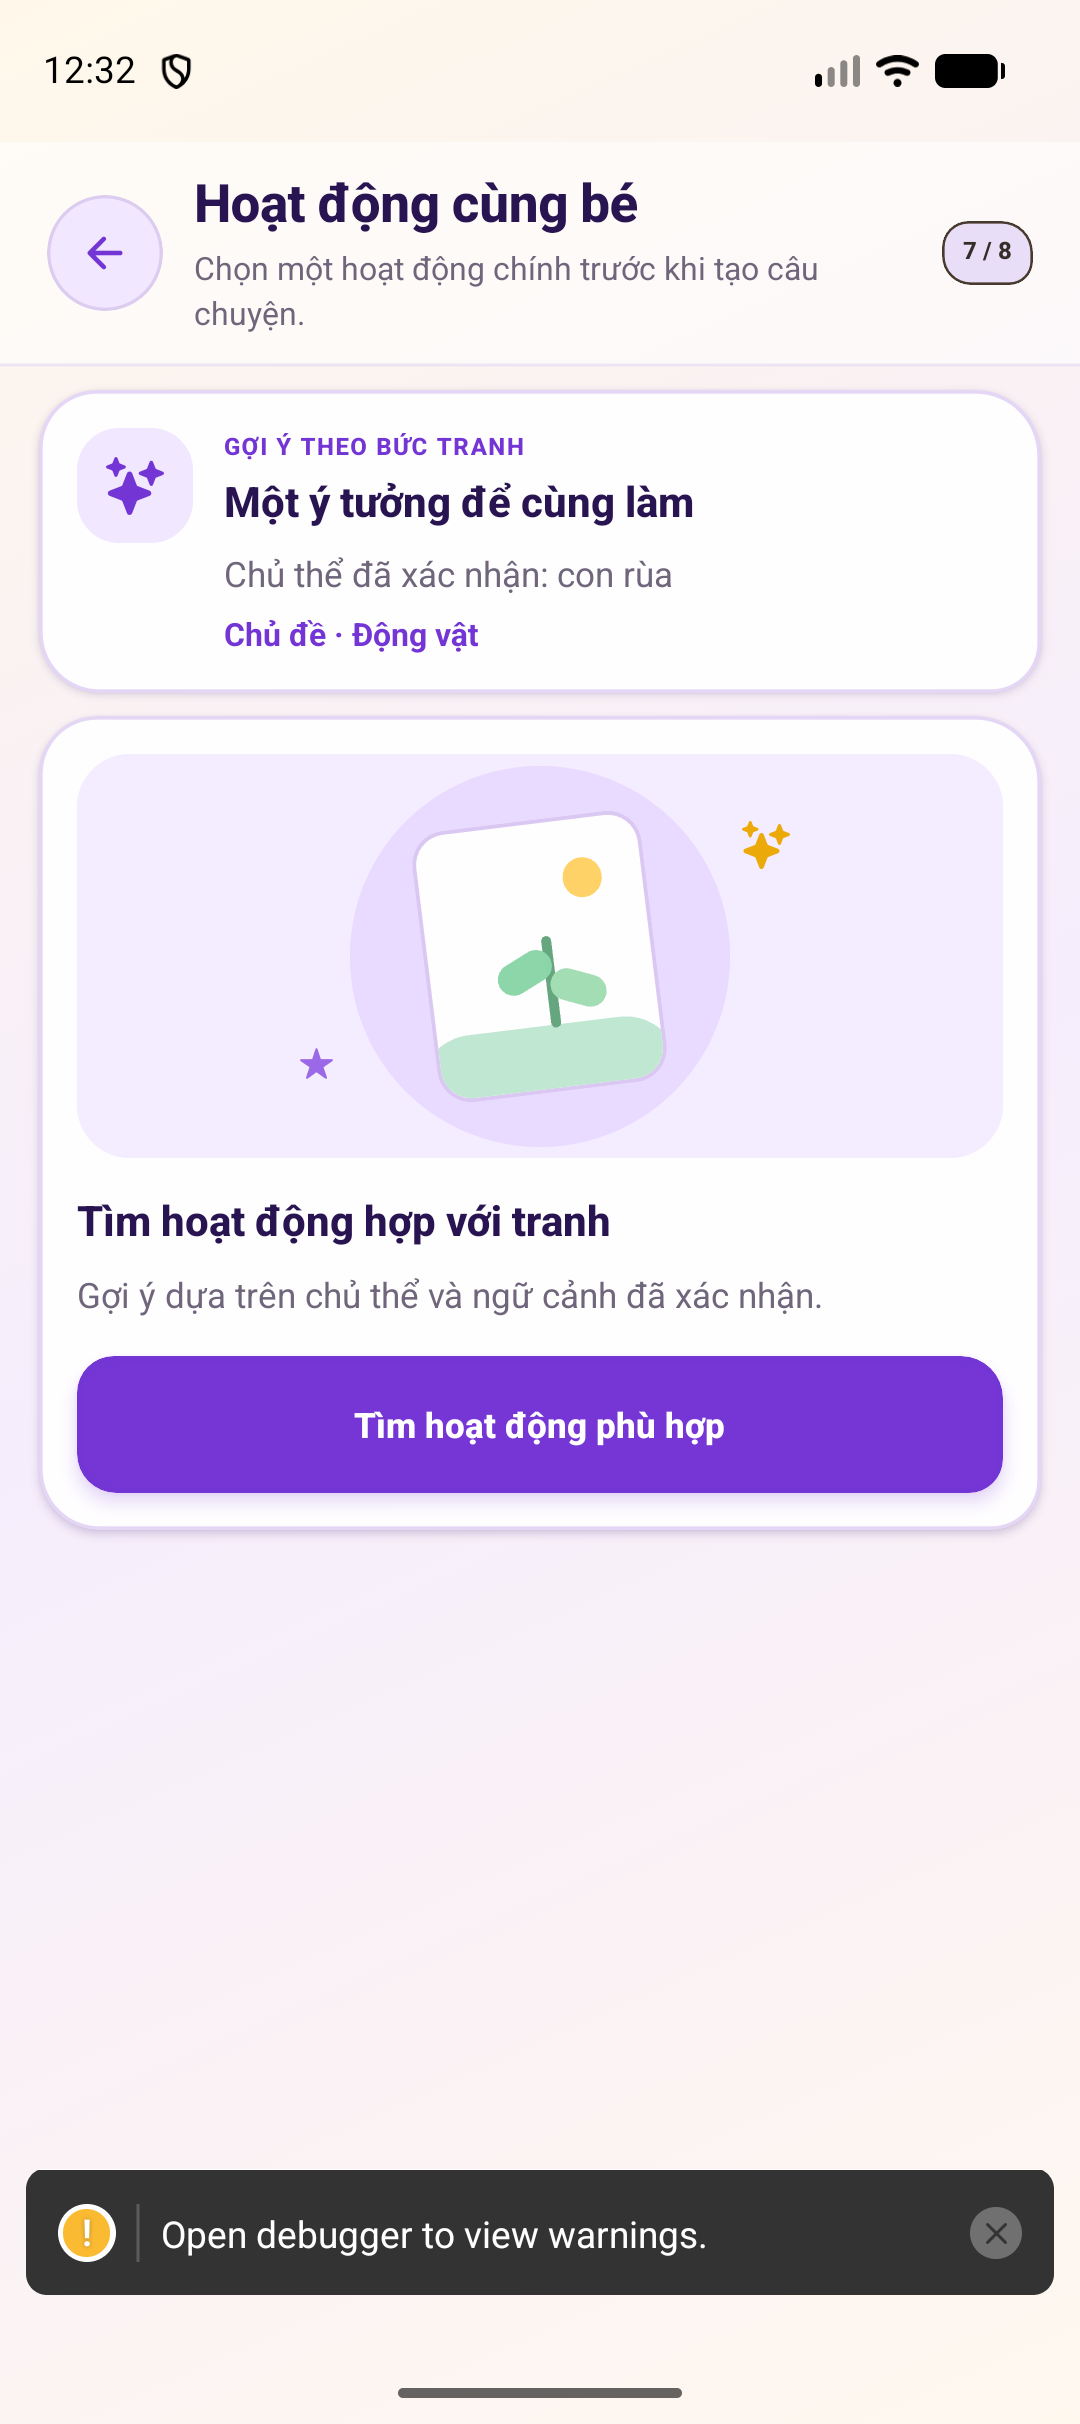 12:32
Hoạt động cùng bé
Chọn một hoạt động chính trước khi tạo câu
chuyện.
7 / 8
GỢI Ý THEO BỨC TRANH
Một ý tưởng để cùng làm
Chủ thể đã xác nhận: con rùa
Chủ đề · Động vật
Tìm hoạt động hợp với tranh
Gợi ý dựa trên chủ thể và ngữ cảnh đã xác nhận.
Tìm hoạt động phù hợp
Open debugger to view warnings.